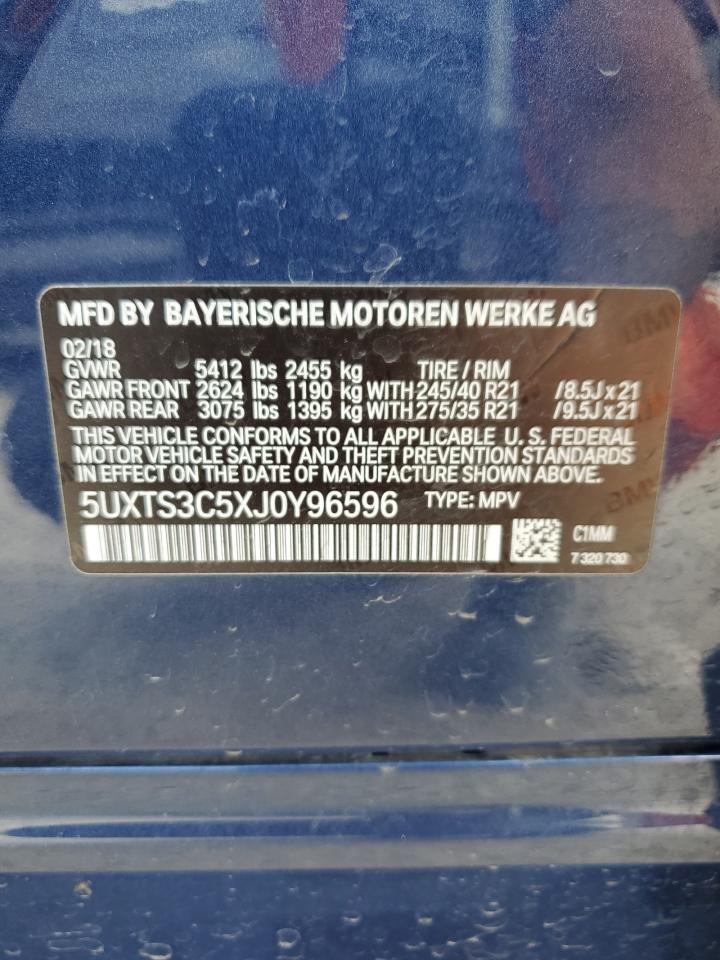 MFD BY BAYERISCHE MOTOREN WERKE AG
02/18
GVWR 5412 lbs 2455 kg TIRE / RIM
GAWR FRONT 2624 lbs 1190 kg WITH 245/40 R21 /8.5J x 21
GAWR REAR 3075 lbs 1395 kg WITH 275/35 R21 /9.5J x 21
THIS VEHICLE CONFORMS TO ALL APPLICABLE U. S. FEDERAL
MOTOR VEHICLE SAFETY AND THEFT PREVENTION STANDARDS
IN EFFECT ON THE DATE OF MANUFACTURE SHOWN ABOVE.
5UXTS3C5XJ0Y96596 TYPE: MPV
C1MM
7 320 730